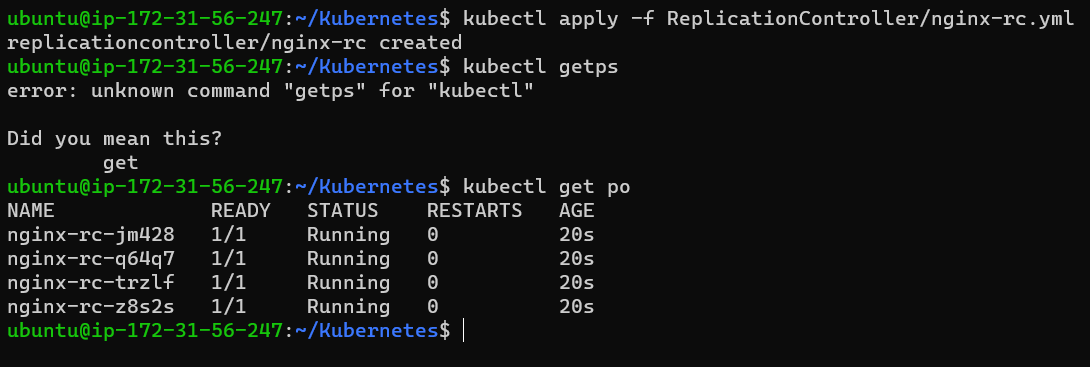 ubuntu@ip-172-31-56-247:~/Kubernetes$ kubectl apply -f ReplicationController/nginx-rc.yml
replicationcontroller/nginx-rc created
ubuntu@ip-172-31-56-247:~/Kubernetes$ kubectl getps
error: unknown command "getps" for "kubectl"

Did you mean this?
        get
ubuntu@ip-172-31-56-247:~/Kubernetes$ kubectl get po
NAME             READY   STATUS    RESTARTS   AGE
nginx-rc-jm428   1/1     Running   0          20s
nginx-rc-q64q7   1/1     Running   0          20s
nginx-rc-trzlf   1/1     Running   0          20s
nginx-rc-z8s2s   1/1     Running   0          20s
ubuntu@ip-172-31-56-247:~/Kubernetes$